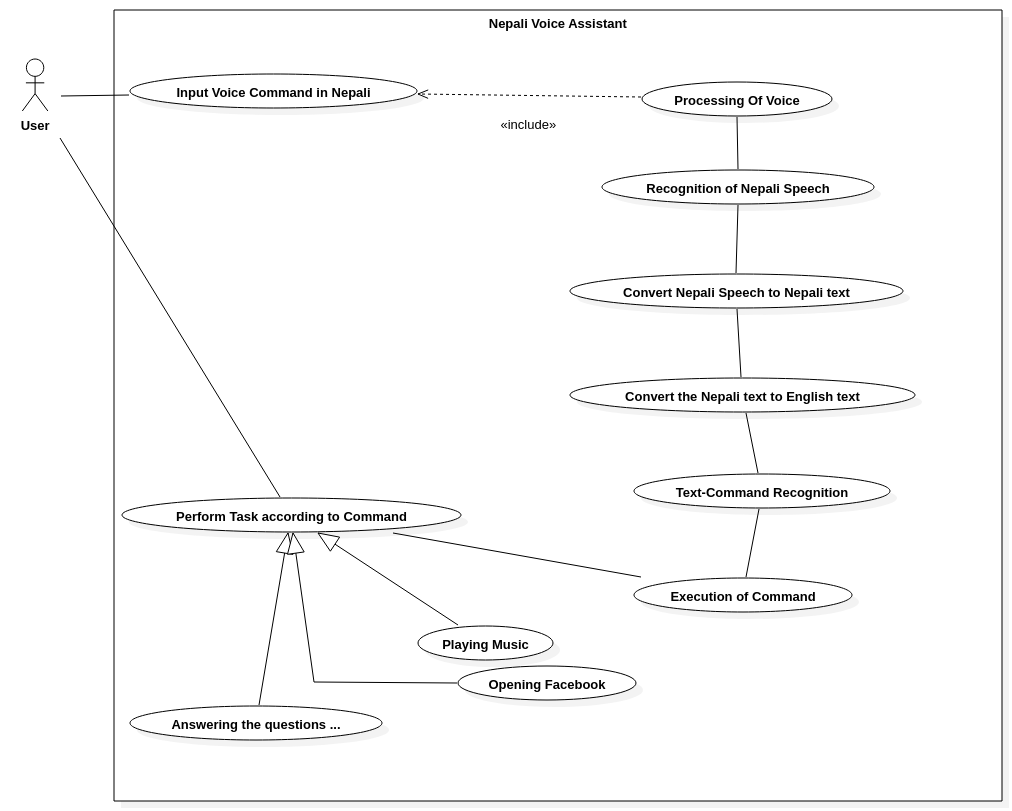 Nepali Voice Assistant
User
Input Voice Command in Nepali
«include»
Processing Of Voice
Recognition of Nepali Speech
Convert Nepali Speech to Nepali text
Convert the Nepali text to English text
Text-Command Recognition
Perform Task according to Command
Execution of Command
Playing Music
Opening Facebook
Answering the questions ...